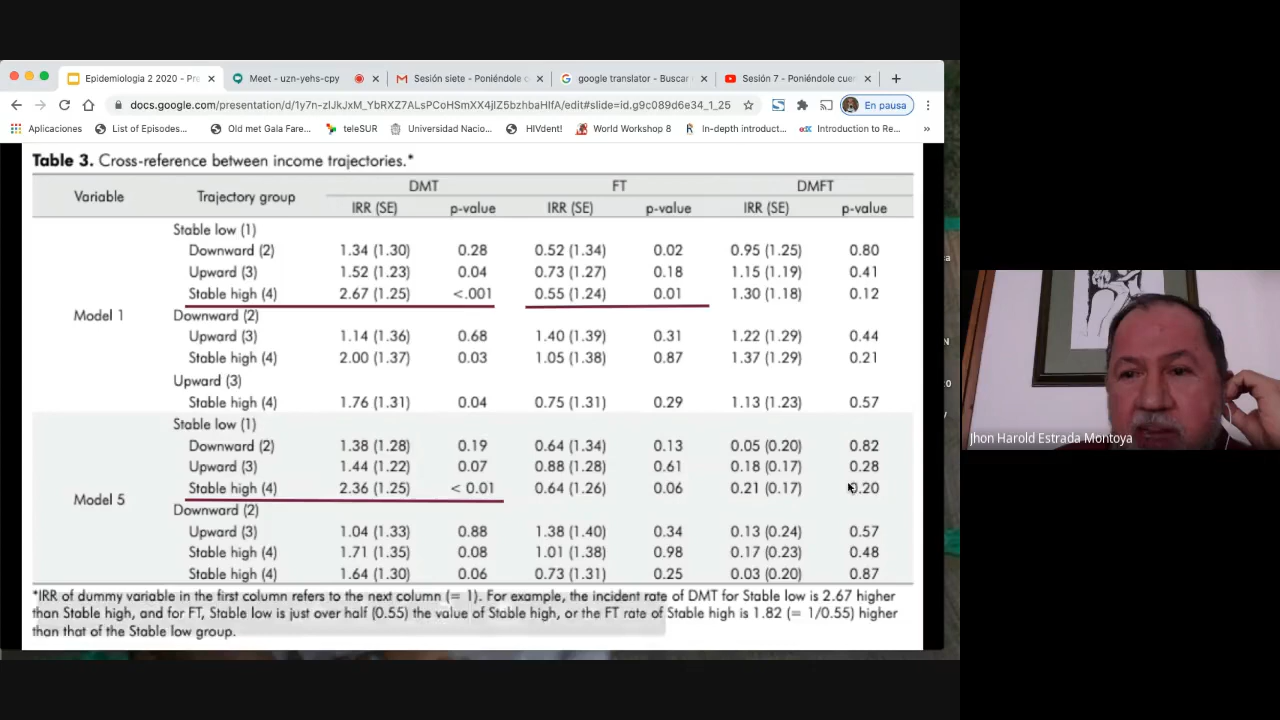 Epidemiologia 2 2020 - Pre
Meet - uzn-yehs-cpy
Sesión siete - Poniéndole c
google translator - Buscar
Sesión 7 - Poniéndole cuer
docs.google.com/presentation/d/
En pausa
Aplicaciones
List of Episodes...
Old met Gala Fare...
teleSUR
Universidad Nacio...
HIVdent!
World Workshop 8
In-depth introduct...
Introduction to Re...
Table 3. Cross-reference between income trajectories.*
Variable Trajectory group DMT FT DMFT
IRR (SE) p-value IRR (SE) p-value IRR (SE) p-value
Stable low (1)
Downward (2) 1.34 (1.30) 0.28 0.52 (1.34) 0.02 0.95 (1.25) 0.80
Upward (3) 1.52 (1.23) 0.04 0.73 (1.27) 0.18 1.15 (1.19) 0.41
Stable high (4) 2.67 (1.25) <.001 0.55 (1.24) 0.01 1.30 (1.18) 0.12
Model 1 Downward (2)
Upward (3) 1.14 (1.36) 0.68 1.40 (1.39) 0.31 1.22 (1.29) 0.44
Stable high (4) 2.00 (1.37) 0.03 1.05 (1.38) 0.87 1.37 (1.29) 0.21
Upward (3)
Stable high (4) 1.76 (1.31) 0.04 0.75 (1.31) 0.29 1.13 (1.23) 0.57
Stable low (1)
Downward (2) 1.38 (1.28) 0.19 0.64 (1.34) 0.13 0.05 (0.20) 0.82
Upward (3) 1.44 (1.22) 0.07 0.88 (1.28) 0.61 0.18 (0.17) 0.28
Stable high (4) 2.36 (1.25) < 0.01 0.64 (1.26) 0.06 0.21 (0.17) 0.20
Model 5 Downward (2)
Upward (3) 1.04 (1.33) 0.88 1.38 (1.40) 0.34 0.13 (0.24) 0.57
Stable high (4) 1.71 (1.35) 0.08 1.01 (1.38) 0.98 0.17 (0.23) 0.48
Stable high (4) 1.64 (1.30) 0.06 0.73 (1.31) 0.25 0.03 (0.20) 0.87
*IRR of dummy variable in the first column refers to the next column (= 1). For example, the incident rate of DMT for Stable low is 2.67 higher
than Stable high, and for FT, Stable low is just over half (0.55) the value of Stable high, or the FT rate of Stable high is 1.82 (= 1/0.55) higher
than that of the Stable low group.
Jhon Harold Estrada Montoya